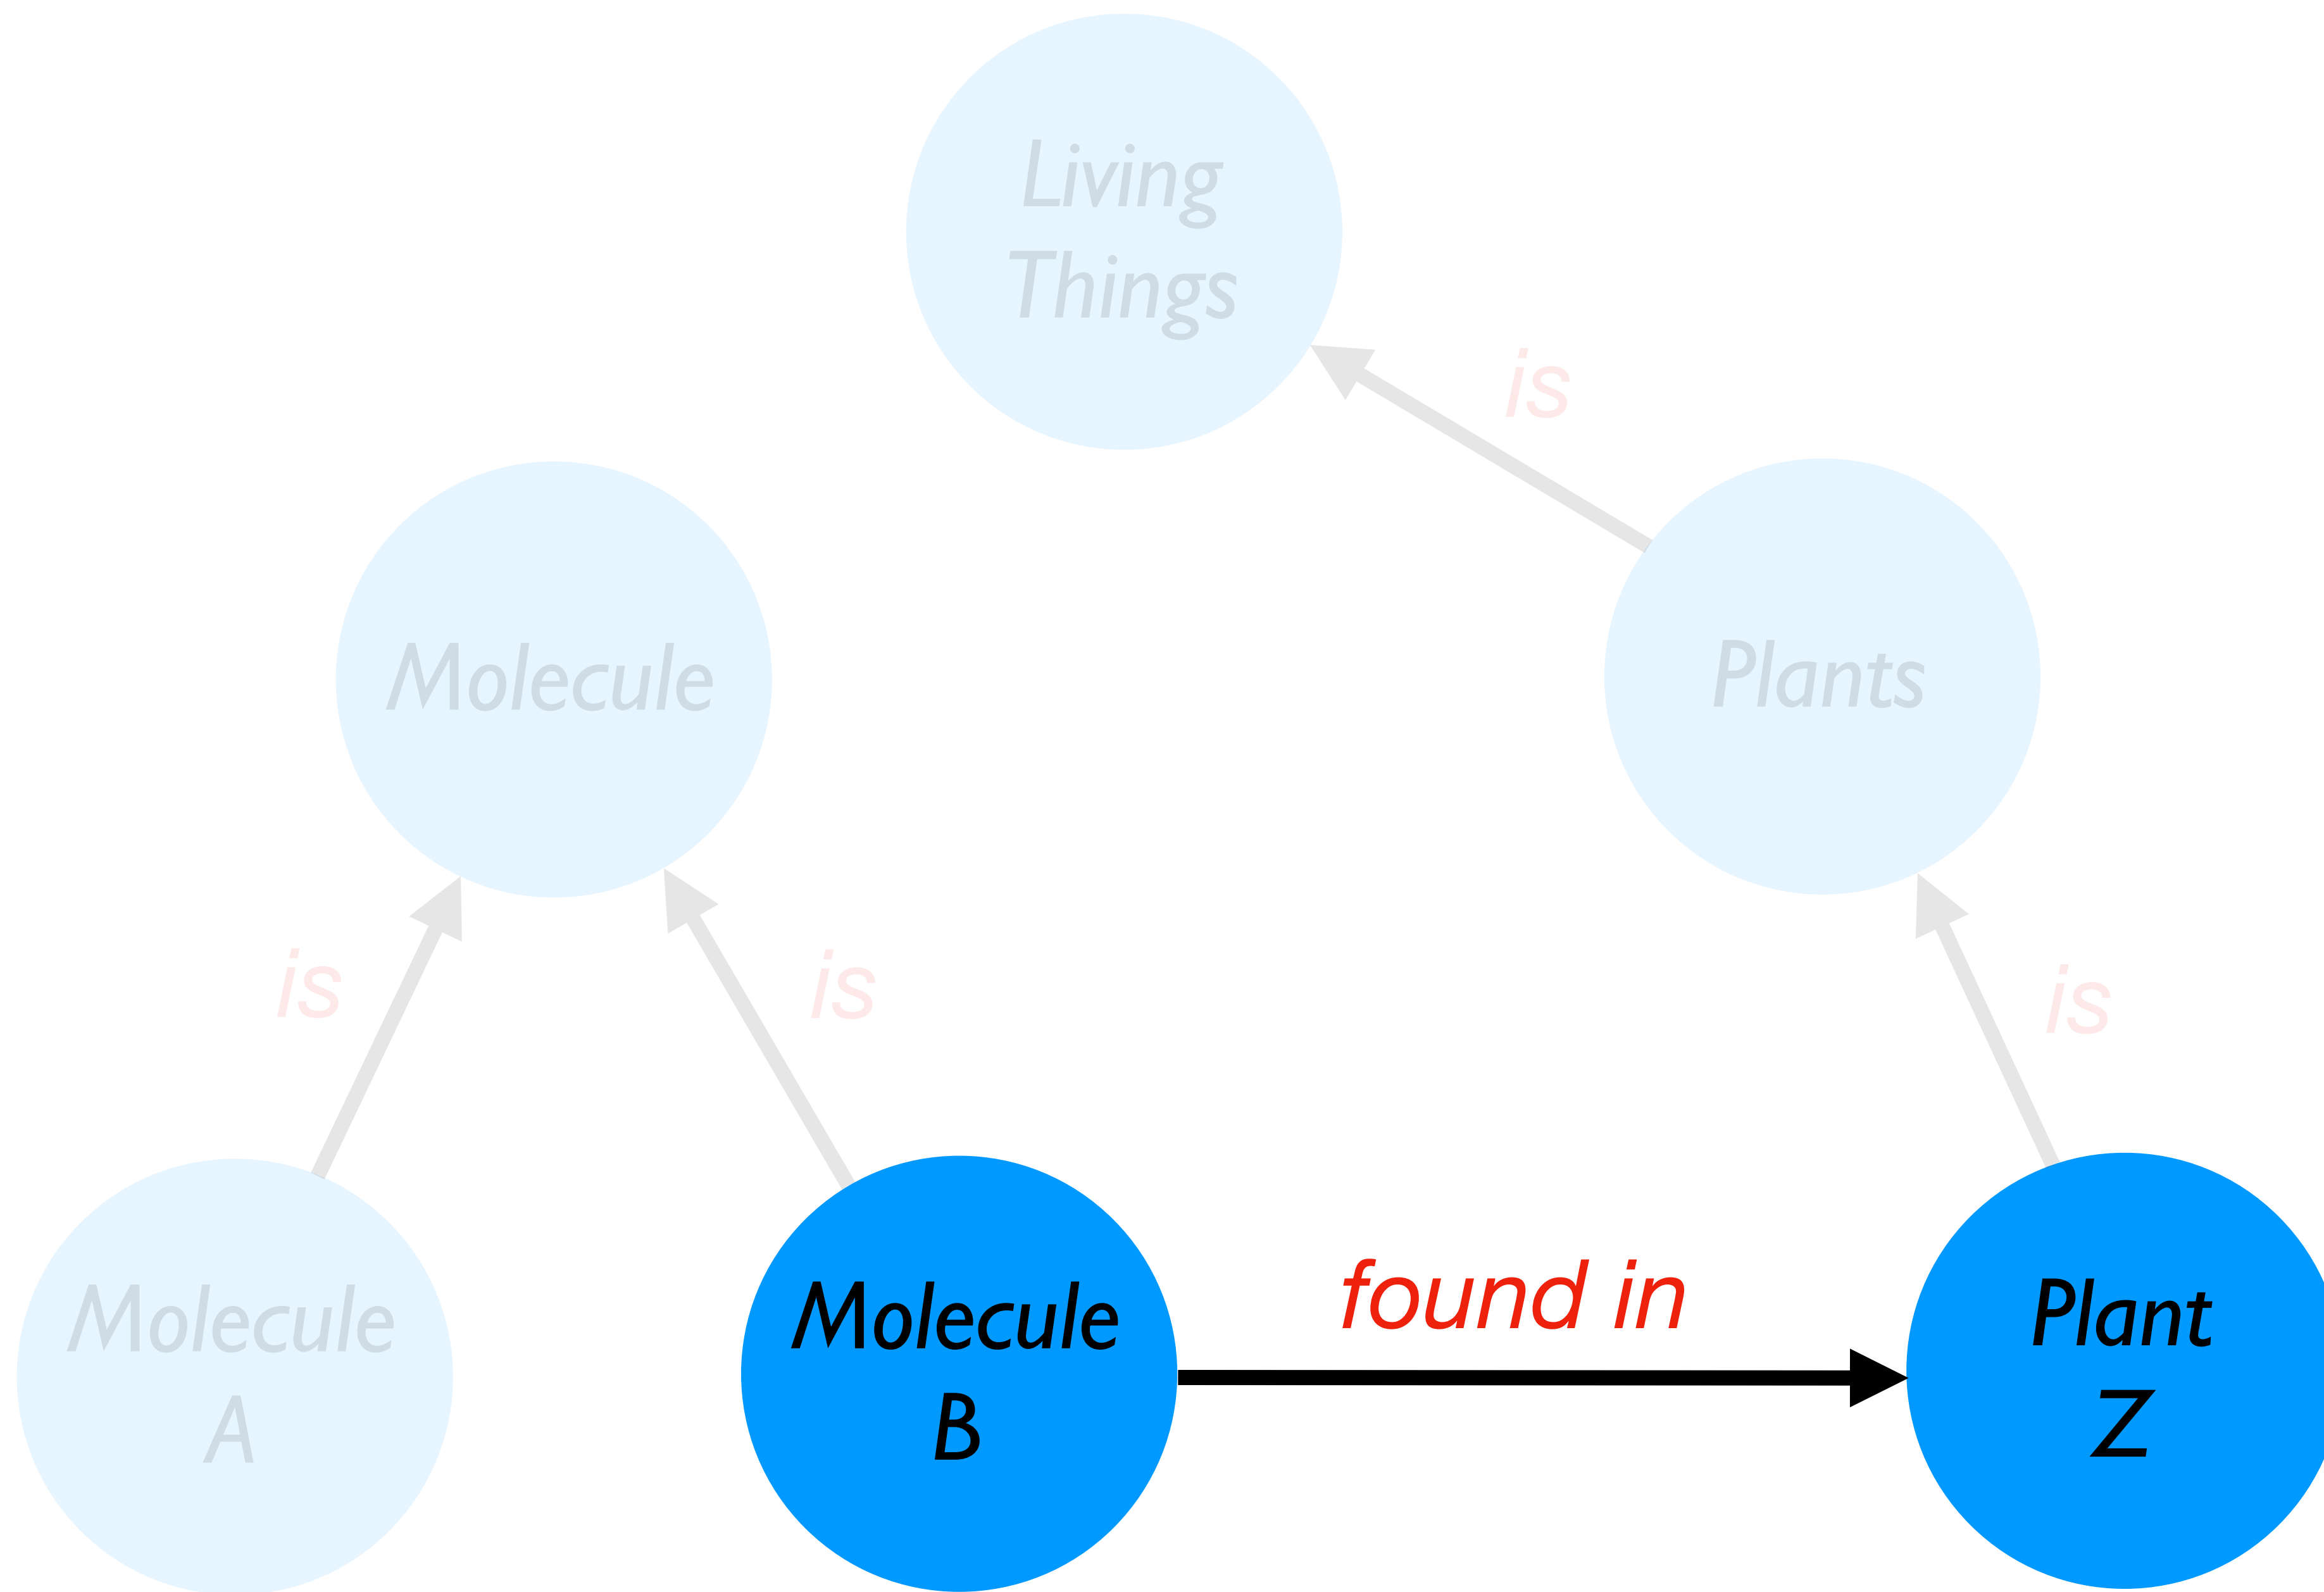 Living
Things
is
Molecule
Plants
is
is
is
Molecule
A
Molecule
B
found in
Plant
Z